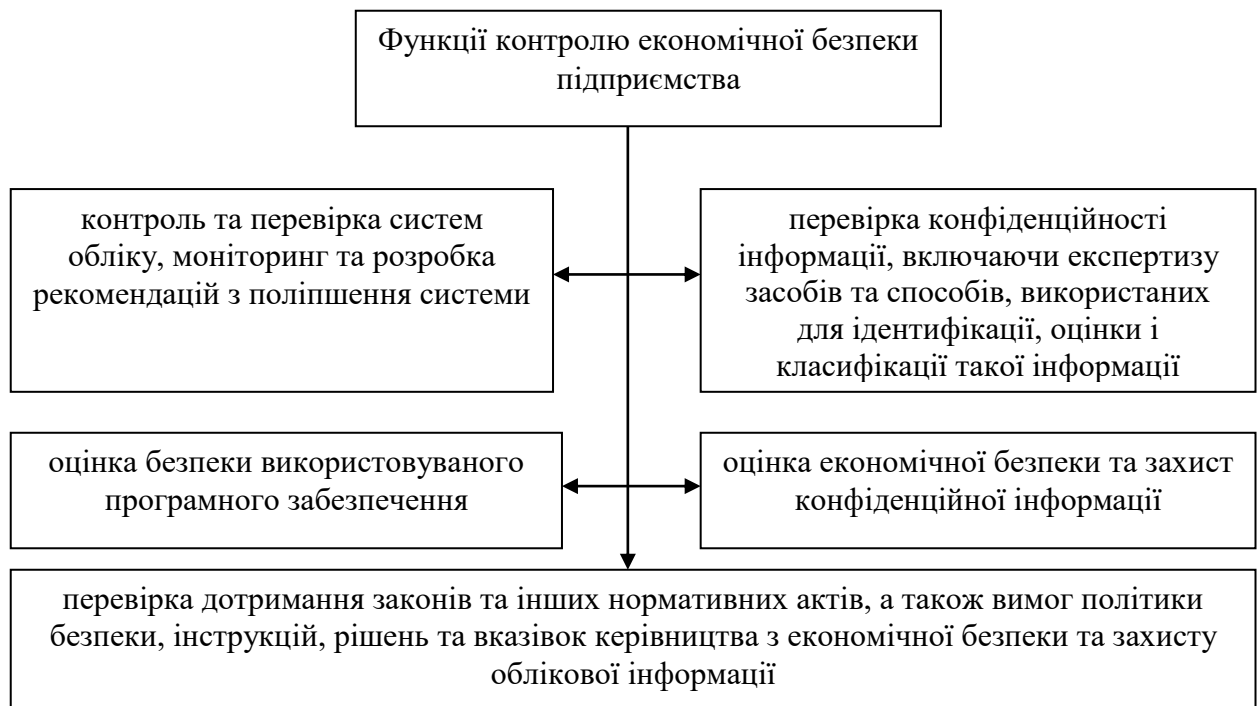 Функції контролю економічної безпеки
підприємства
контроль та перевірка систем
обліку, моніторинг та розробка
рекомендацій з поліпшення системи
перевірка конфіденційності
інформації, включаючи експертизу
засобів та способів, використаних
для ідентифікації, оцінки і
класифікації такої інформації
оцінка безпеки використовуваного
програмного забезпечення
оцінка економічної безпеки та захист
конфіденційної інформації
перевірка дотримання законів та інших нормативних актів, а також вимог політики
безпеки, інструкцій, рішень та вказівок керівництва з економічної безпеки та захисту
облікової інформації